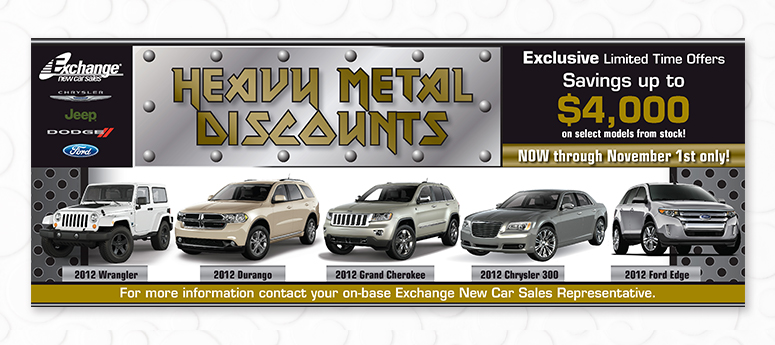 Exchange
new car sales
CHRYSLER
Jeep
DODGE
Ford
HEAVY METAL
DISCOUNTS
Exclusive Limited Time Offers
Savings up to
$4,000
on select models from stock!
NOW through November 1st only!
2012 Wrangler
2012 Durango
2012 Grand Cherokee
2012 Chrysler 300
2012 Ford Edge
For more information contact your on-base Exchange New Car Sales Representative.